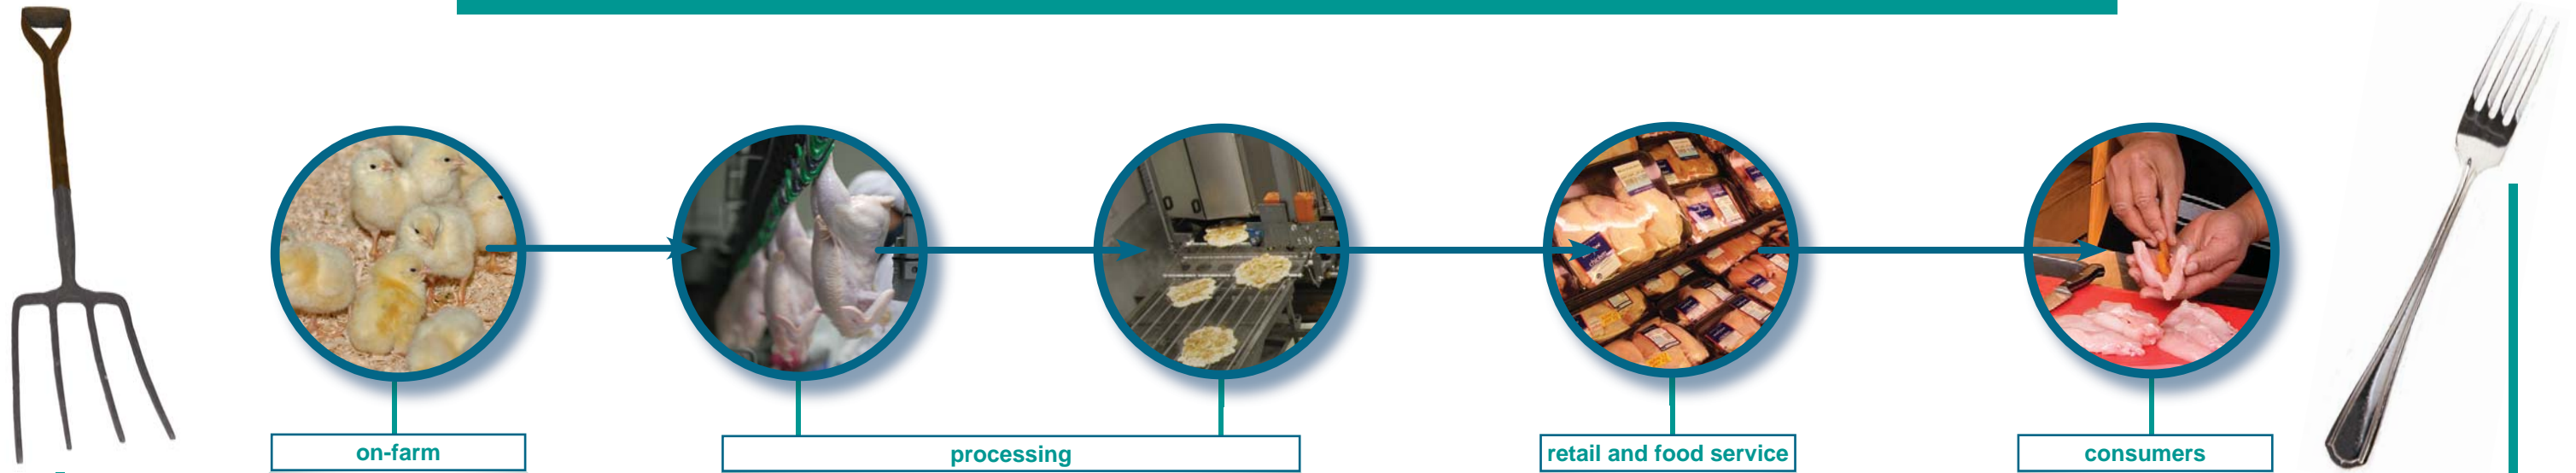 on-farm
processing
retail and food service
consumers